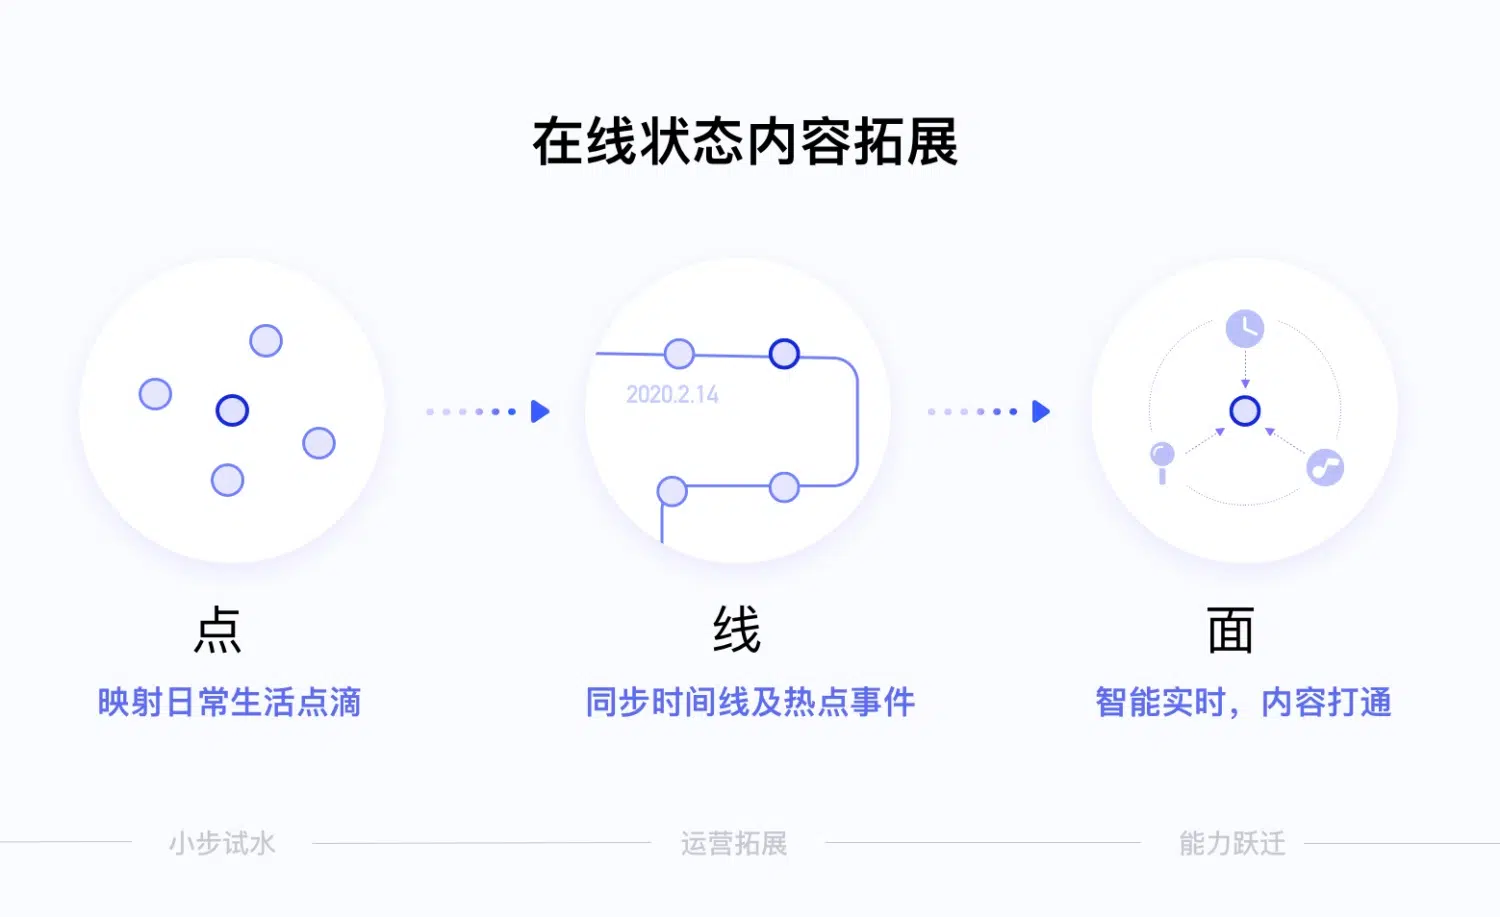 在线状态内容拓展
2020.2.14
点
线
面
映射日常生活点滴
同步时间线及热点事件
智能实时，内容打通
小步试水
运营拓展
能力跃迁